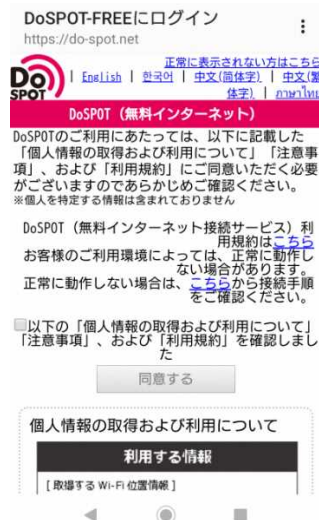 DoSPOT-FREEにログイン
https://do-spot.net
正常に表示されない方はこちら
Do SPOT
| English | 한국어 | 中文(简体字) | 中文(繁
体字) | ภาษาไทย
DoSPOT（無料インターネット）
DoSPOTのご利用にあたっては、以下に記載した
「個人情報の取得および利用について」「注意事
項」、および「利用規約」にご同意いただく必要
がございますのであらかじめご確認ください。
※個人を特定する情報は含まれておりません
DoSPOT（無料インターネット接続サービス）利
用規約はこちら
お客様のご利用環境によっては、正常に動作し
ない場合があります。
正常に動作しない場合は、こちらから接続手順
をご確認ください。
以下の「個人情報の取得および利用について」
「注意事項」、および「利用規約」を確認しまし
た
同意する
個人情報の取得および利用について
利用する情報
[取得する Wi-Fi 位置情報]